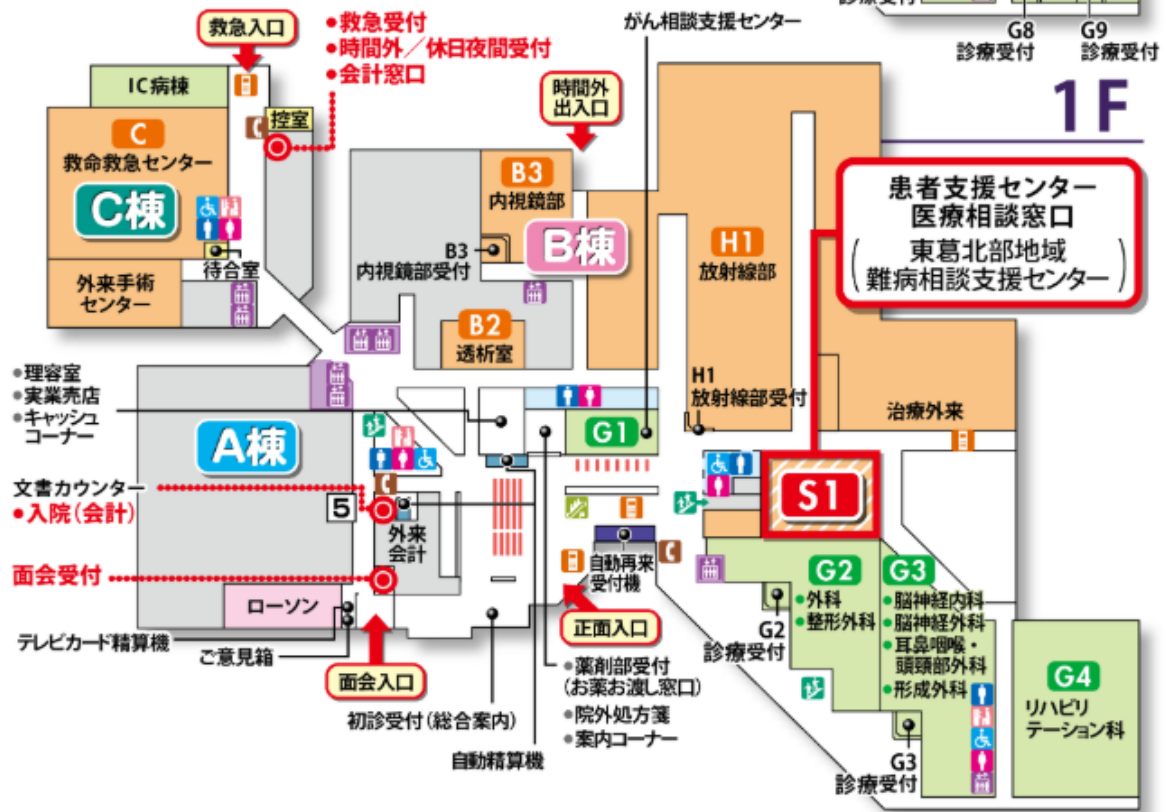 診療受付
G8
診療受付
G9
診療受付
1F
救急入口
●救急受付
●時間外／休日夜間受付
●会計窓口
がん相談支援センター
時間外
出入口
IC病棟
控室
C
救命救急センター
C棟
待合室
外来手術
センター
B3
内視鏡部
B3
内視鏡部受付
B棟
B2
透析室
H1
放射線部
H1
放射線部受付
患者支援センター
医療相談窓口
(東葛北部地域
難病相談支援センター)
治療外来
●理容室
●実業売店
●キャッシュ
コーナー
A棟
G1
S1
文書カウンター
●入院(会計)
5
外来
会計
面会受付
ローソン
テレビカード精算機
ご意見箱
面会入口
初診受付(総合案内)
自動精算機
自動再来
受付機
正面入口
●薬剤部受付
(お薬お渡し窓口)
●院外処方箋
●案内コーナー
G2
●外科
●整形外科
G2
診療受付
G3
●脳神経内科
●脳神経外科
●耳鼻咽喉・
頭頸部外科
●形成外科
G3
診療受付
G4
リハビリ
テーション科